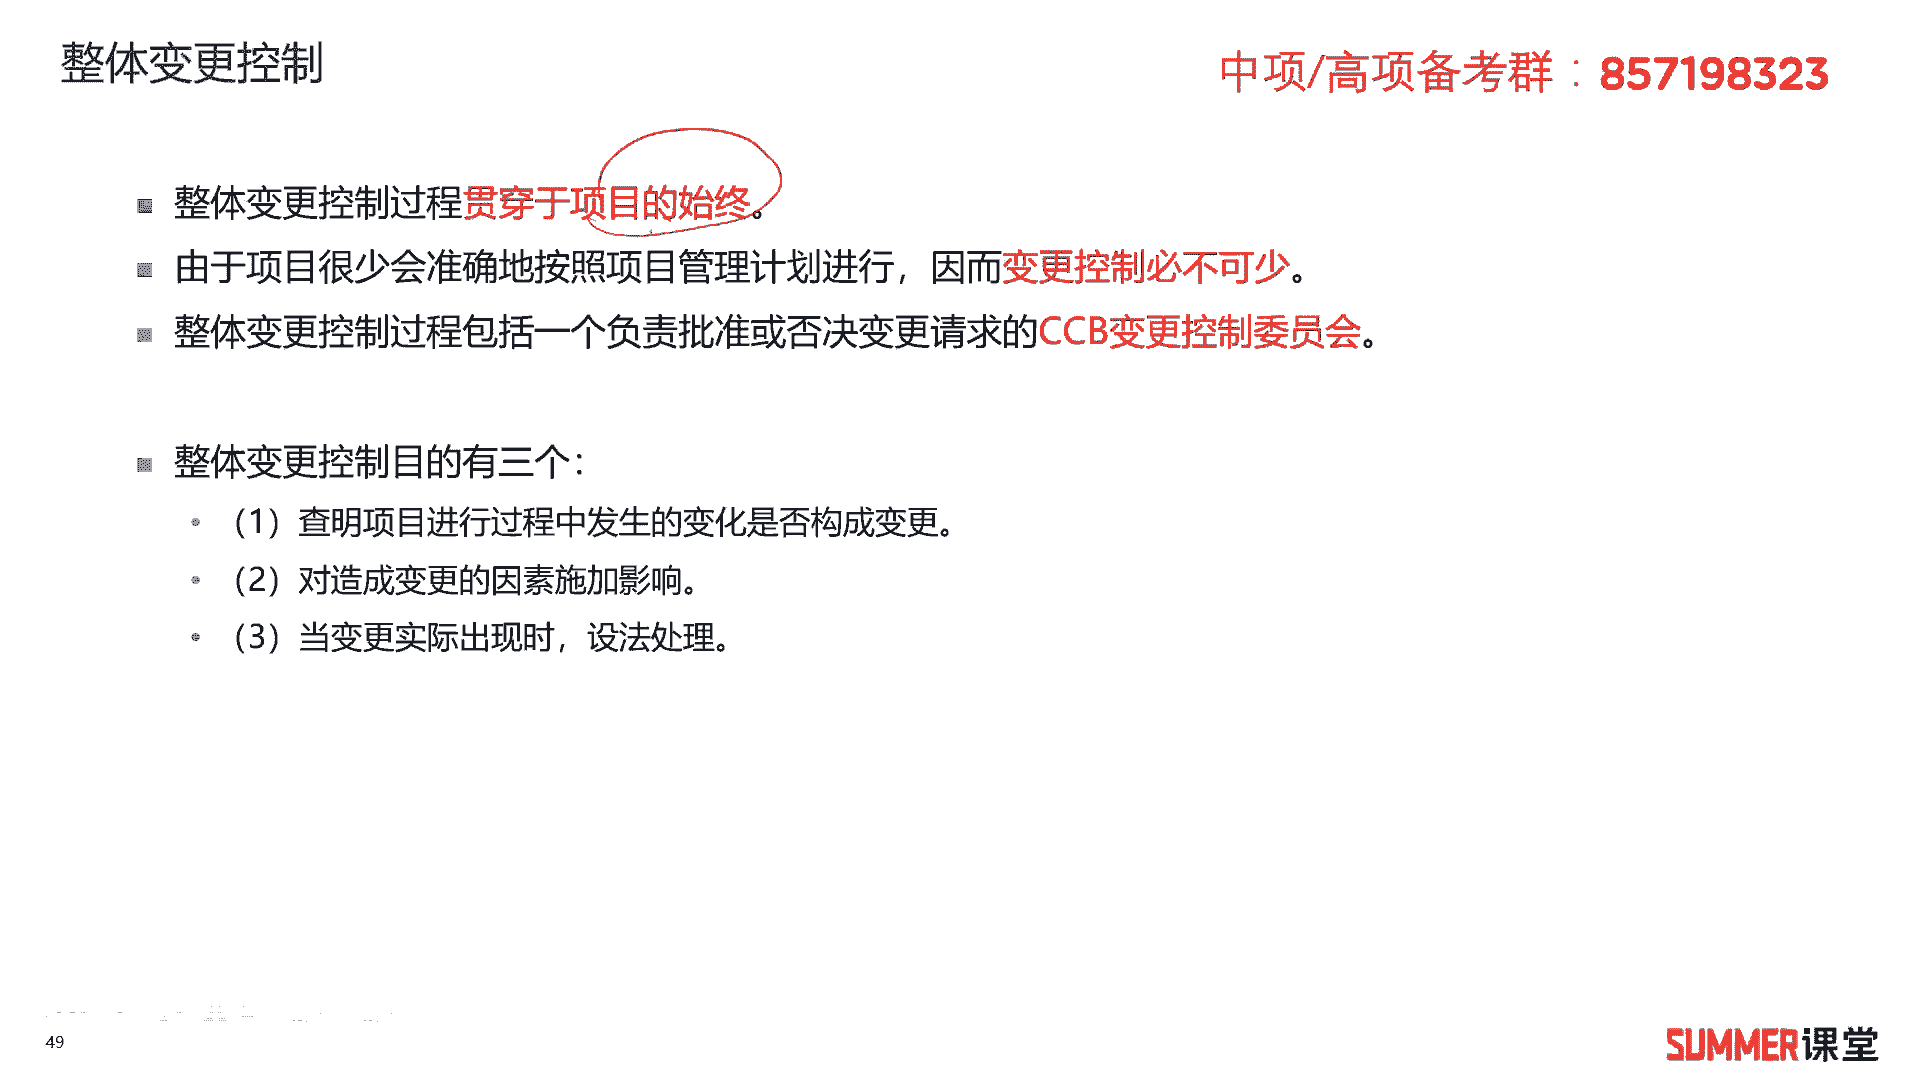 整体变更控制
中项/高项备考群：857198323
整体变更控制过程贯穿于项目的始终。
由于项目很少会准确地按照项目管理计划进行，因而变更控制必不可少。
整体变更控制过程包括一个负责批准或否决变更请求的CCB变更控制委员会。
整体变更控制目的有三个：
（1）查明项目进行过程中发生的变化是否构成变更。
（2）对造成变更的因素施加影响。
（3）当变更实际出现时，设法处理。
49
SUMMER课堂